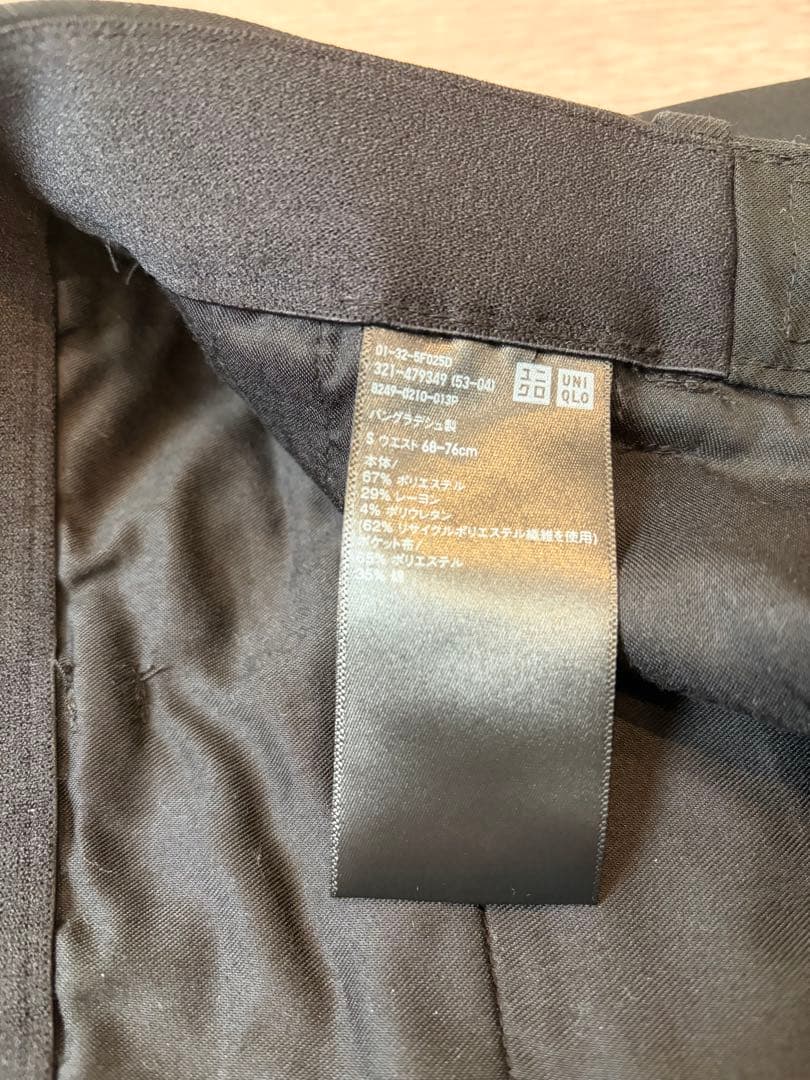 01-32-5F025D
321-479349 (53-04)
8249-0210-013P
ユニ
クロ
UNI
QLO
バングラデシュ製
S ウエスト 68-76cm
本体/
67% ポリエステル
29% レーヨン
4% ポリウレタン
(62% リサイクルポリエステル繊維を使用)
ポケット布/
65% ポリエステル
35% 綿